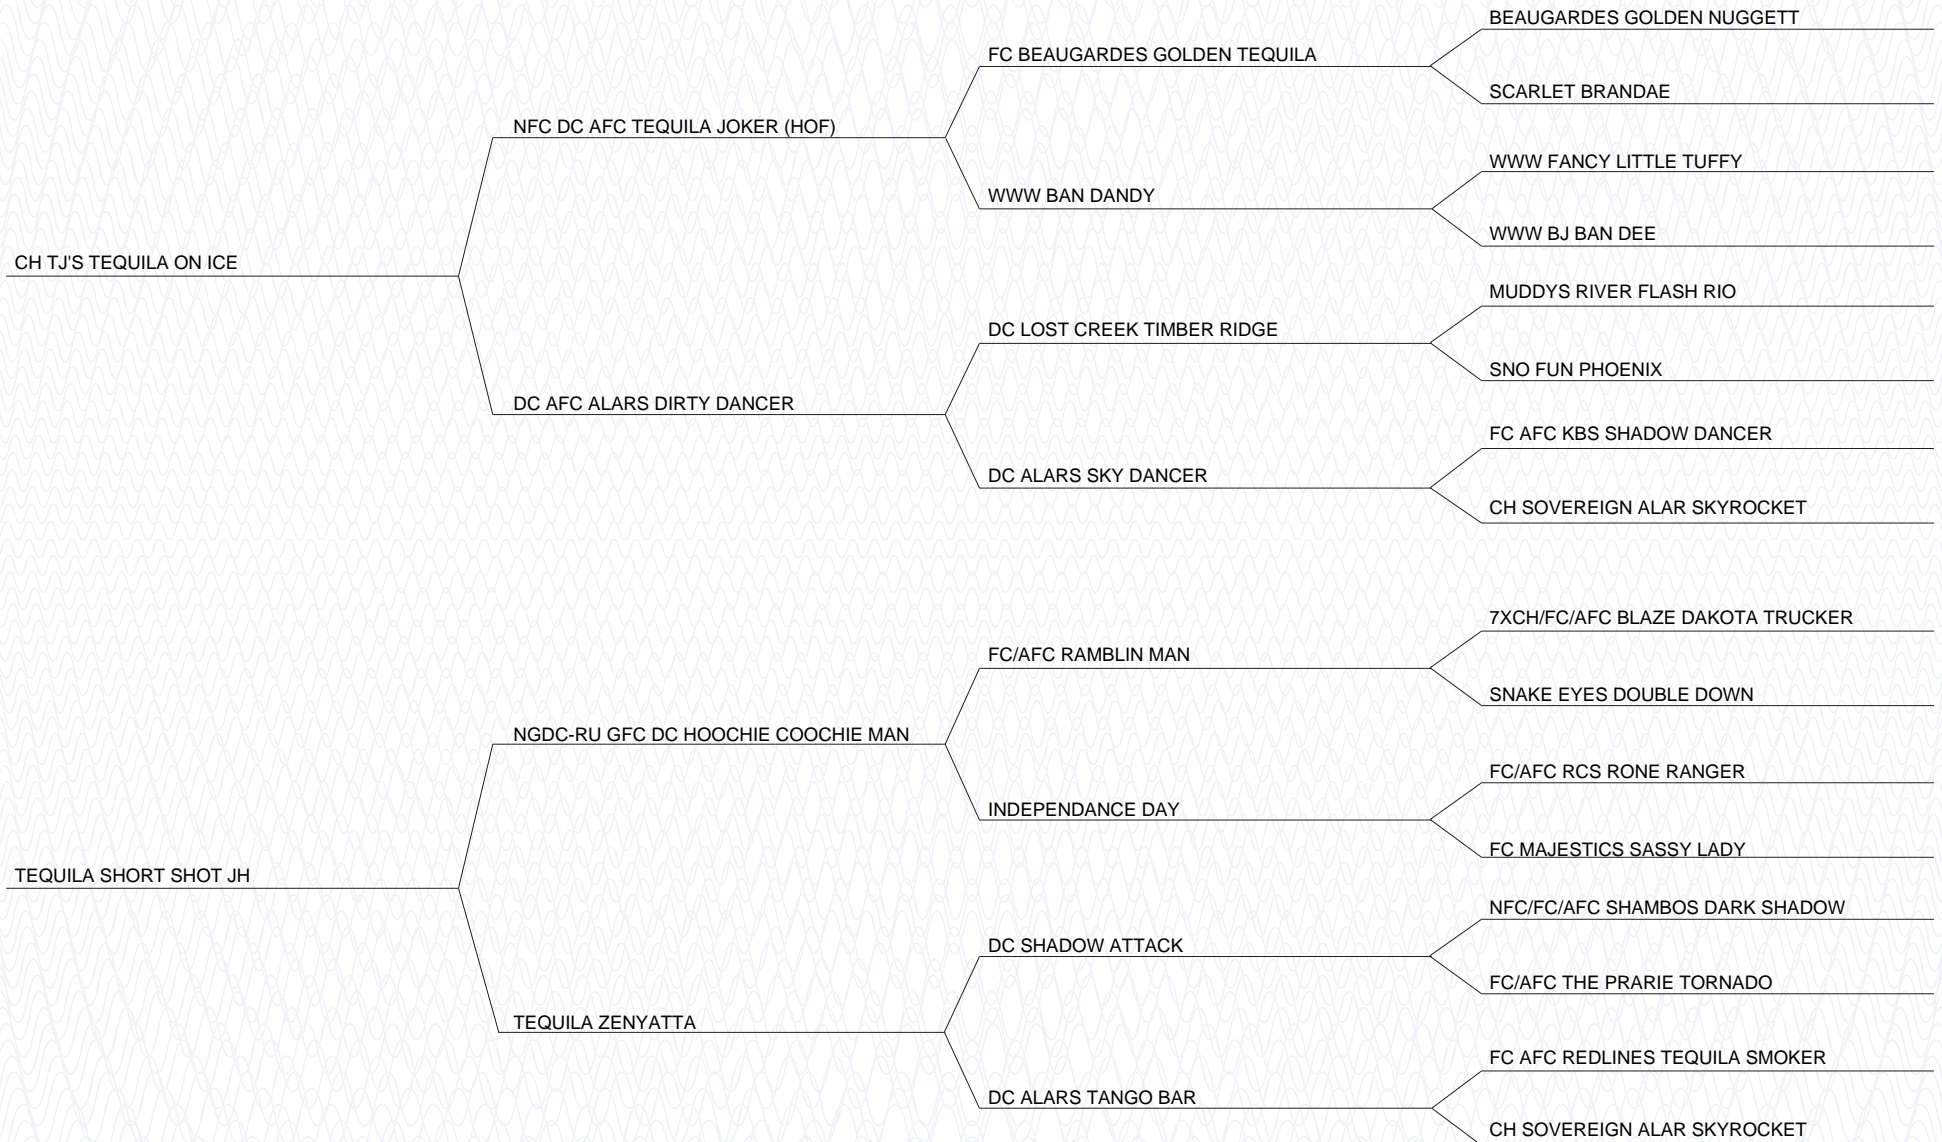 BEAUGARDES GOLDEN NUGGETT
FC BEAUGARDES GOLDEN TEQUILA
SCARLET BRANDAE
NFC DC AFC TEQUILA JOKER (HOF)
WWW FANCY LITTLE TUFFY
WWW BAN DANDY
WWW BJ BAN DEE
CH TJ'S TEQUILA ON ICE
MUDDYS RIVER FLASH RIO
DC LOST CREEK TIMBER RIDGE
SNO FUN PHOENIX
DC AFC ALARS DIRTY DANCER
FC AFC KBS SHADOW DANCER
DC ALARS SKY DANCER
CH SOVEREIGN ALAR SKYROCKET
7XCH/FC/AFC BLAZE DAKOTA TRUCKER
FC/AFC RAMBLIN MAN
SNAKE EYES DOUBLE DOWN
NGDC-RU GFC DC HOOCHIE COOCHIE MAN
FC/AFC RCS RONE RANGER
INDEPENDANCE DAY
FC MAJESTICS SASSY LADY
TEQUILA SHORT SHOT JH
NFC/FC/AFC SHAMBOS DARK SHADOW
DC SHADOW ATTACK
FC/AFC THE PRARIE TORNADO
TEQUILA ZENYATTA
FC AFC REDLINES TEQUILA SMOKER
DC ALARS TANGO BAR
CH SOVEREIGN ALAR SKYROCKET